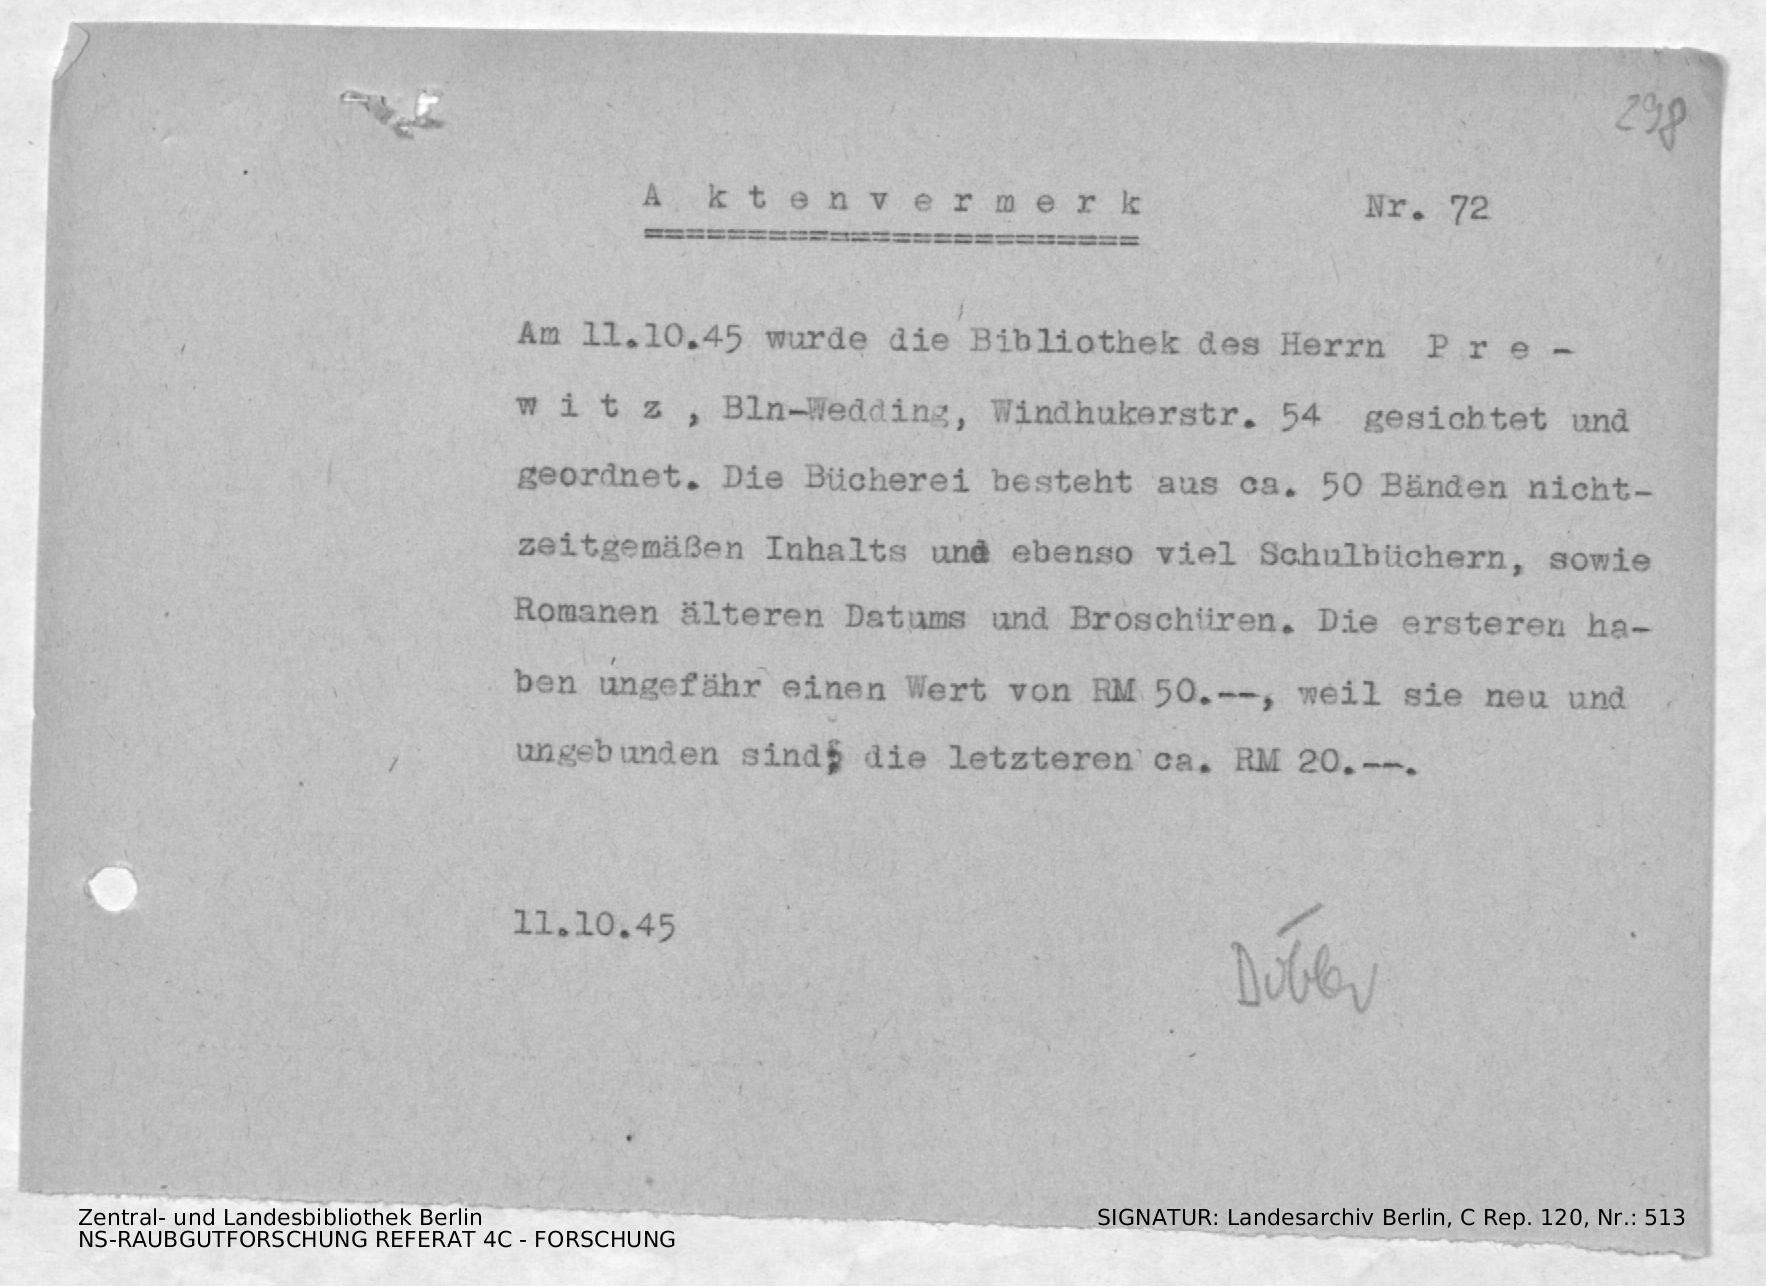 298
A ktenvermerk Nr. 72
=========================
Am 11.10.45 wurde die Bibliothek des Herrn P r e -
w i t z , Bln-Wedding, Windhukerstr. 54 gesichtet und
geordnet. Die Bücherei besteht aus ca. 50 Bänden nicht-
zeitgemäßen Inhalts und ebenso viel Schulbüchern, sowie
Romanen älteren Datums und Broschüren. Die ersteren ha-
ben ungefähr einen Wert von RM 50.--, weil sie neu und
ungebunden sind; die letzteren ca. RM 20.--.
11.10.45
Zentral- und Landesbibliothek Berlin
NS-RAUBGUTFORSCHUNG REFERAT 4C - FORSCHUNG
SIGNATUR: Landesarchiv Berlin, C Rep. 120, Nr.: 513